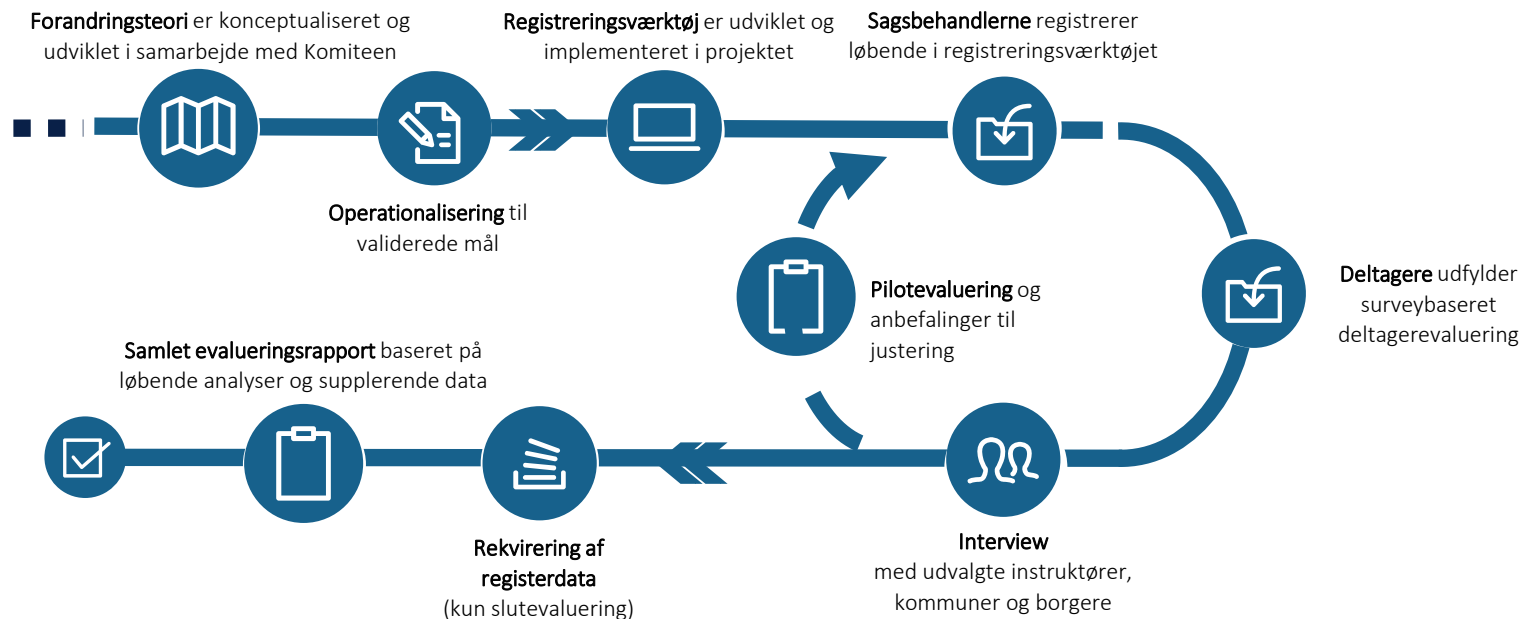 Forandringsteori er konceptualiseret og
udviklet i samarbejde med Komiteen
Registreringsværktøj er udviklet og
implementeret i projektet
Sagsbehandlerne registrerer
løbende i registreringsværktøjet
Operationalisering til
validerede mål
Pilotevaluering og
anbefalinger til
justering
Deltagere udfylder
surveybaseret
deltagerevaluering
Samlet evalueringsrapport baseret på
løbende analyser og supplerende data
Rekvirering af
registerdata
(kun slutevaluering)
Interview
med udvalgte instruktører,
kommuner og borgere